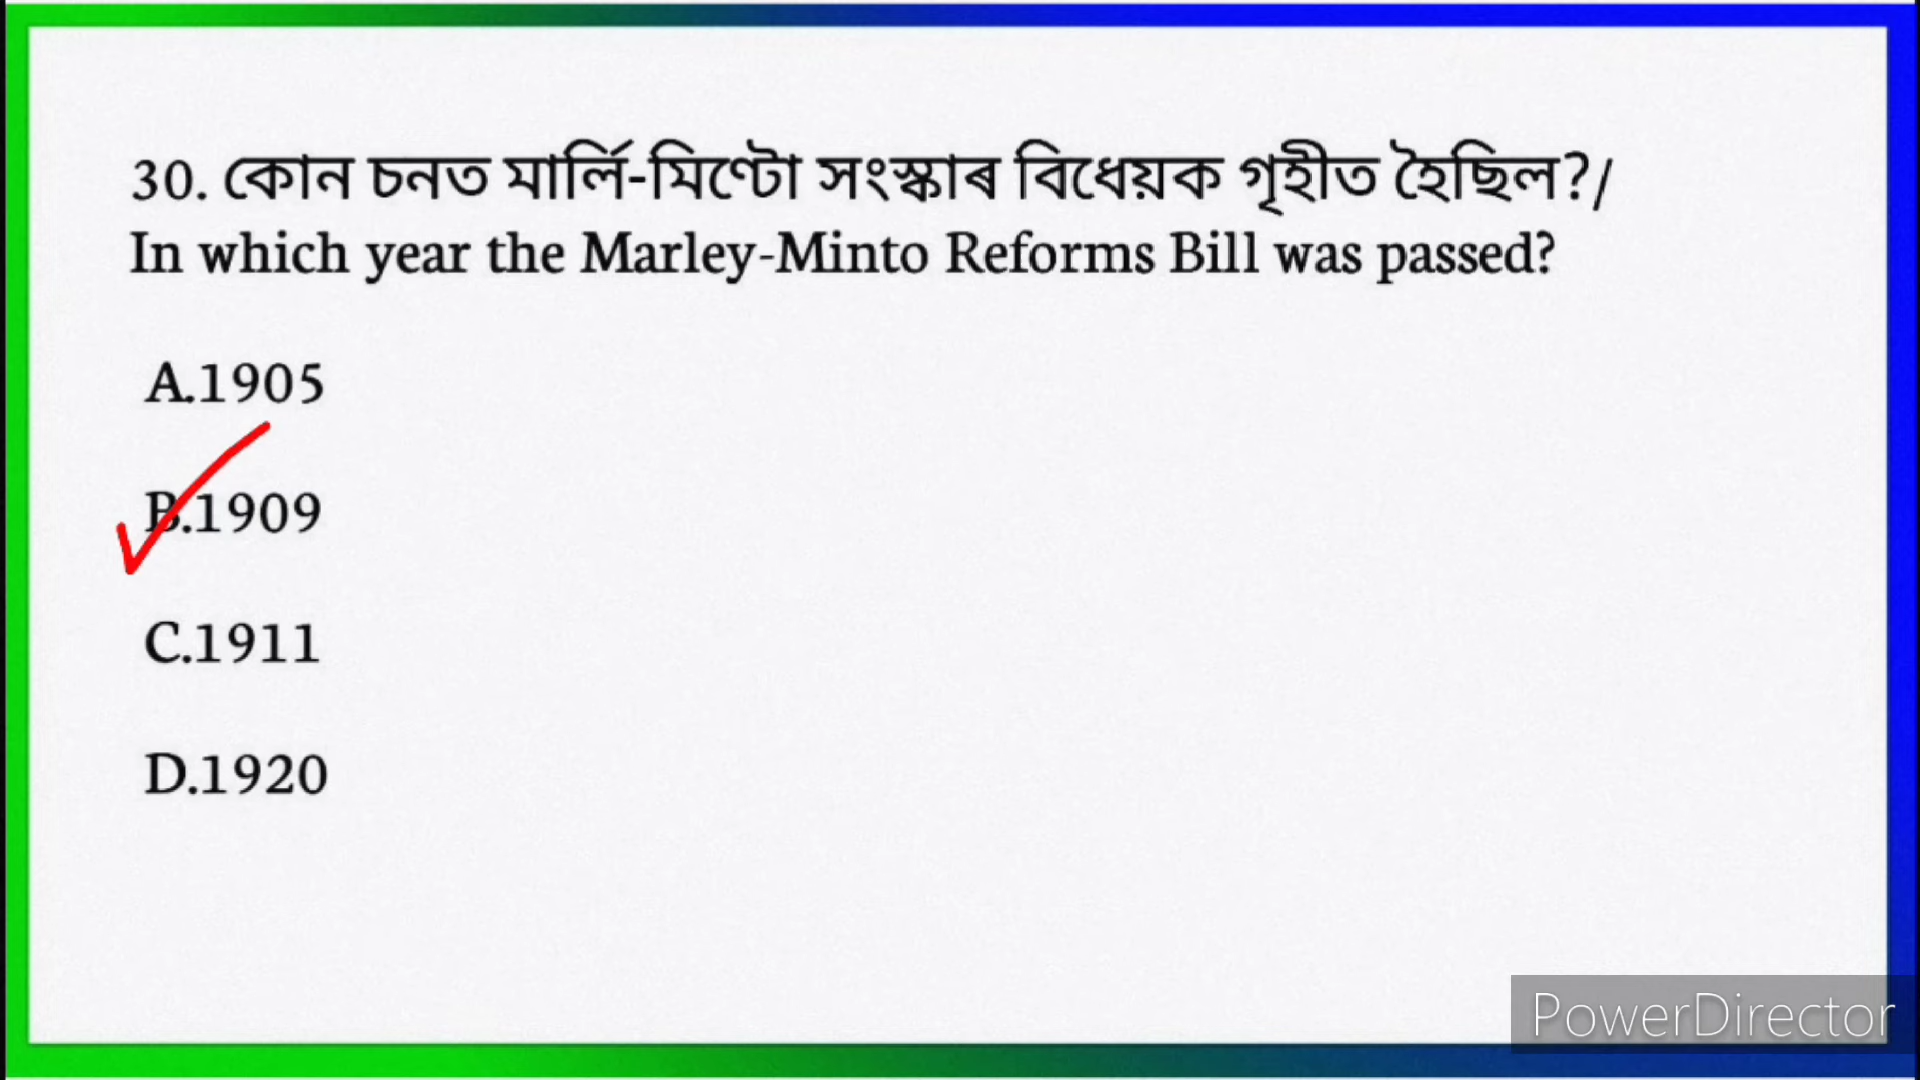 30. কোন চনত মাৰ্লি-মিণ্টো সংস্কাৰ বিধেয়ক গৃহীত হৈছিল?/
In which year the Marley-Minto Reforms Bill was passed?
A.1905
B.1909
C.1911
D.1920
PowerDirector